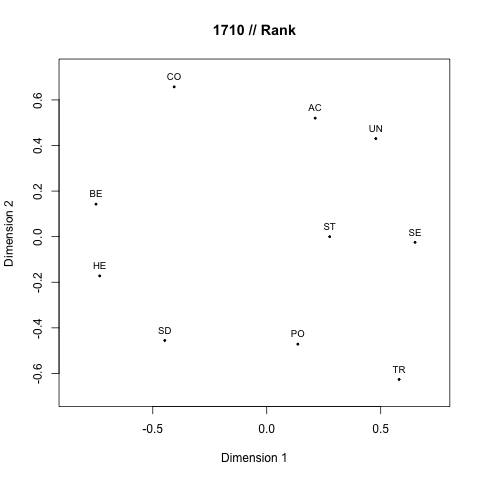 1710 // Rank
CO
AC
UN
BE
ST
SE
HE
SD
PO
TR
0.6
0.4
0.2
0.0
-0.2
-0.4
-0.6
Dimension 2
-0.5
0.0
0.5
Dimension 1